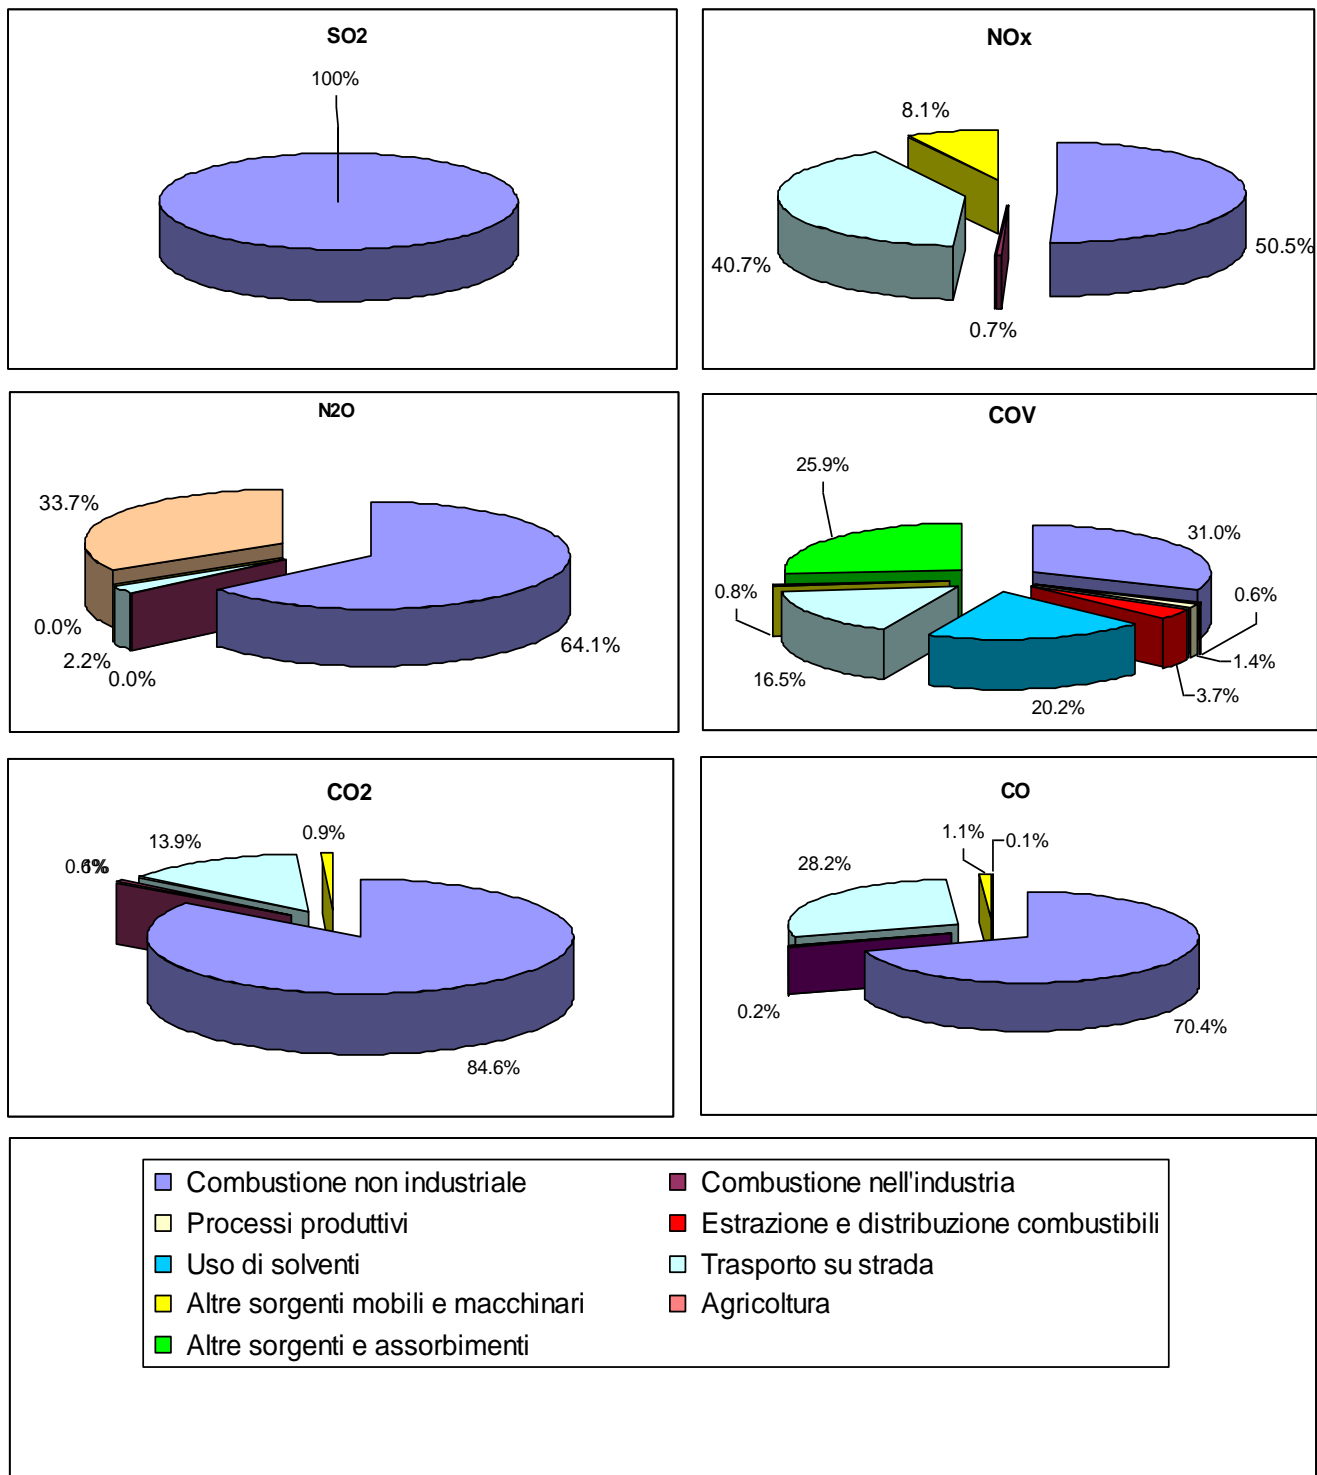 SO2
100%
NOx
8.1%
40.7%
50.5%
0.7%
N2O
33.7%
0.0%
2.2%
0.0%
64.1%
COV
25.9%
31.0%
0.8%
0.6%
1.4%
3.7%
16.5%
20.2%
CO2
13.9%
0.9%
84.6%
CO
1.1%
0.1%
28.2%
0.2%
70.4%
Combustione non industriale
Combustione nell'industria
Processi produttivi
Estrazione e distribuzione combustibili
Uso di solventi
Trasporto su strada
Altre sorgenti mobili e macchinari
Agricoltura
Altre sorgenti e assorbimenti